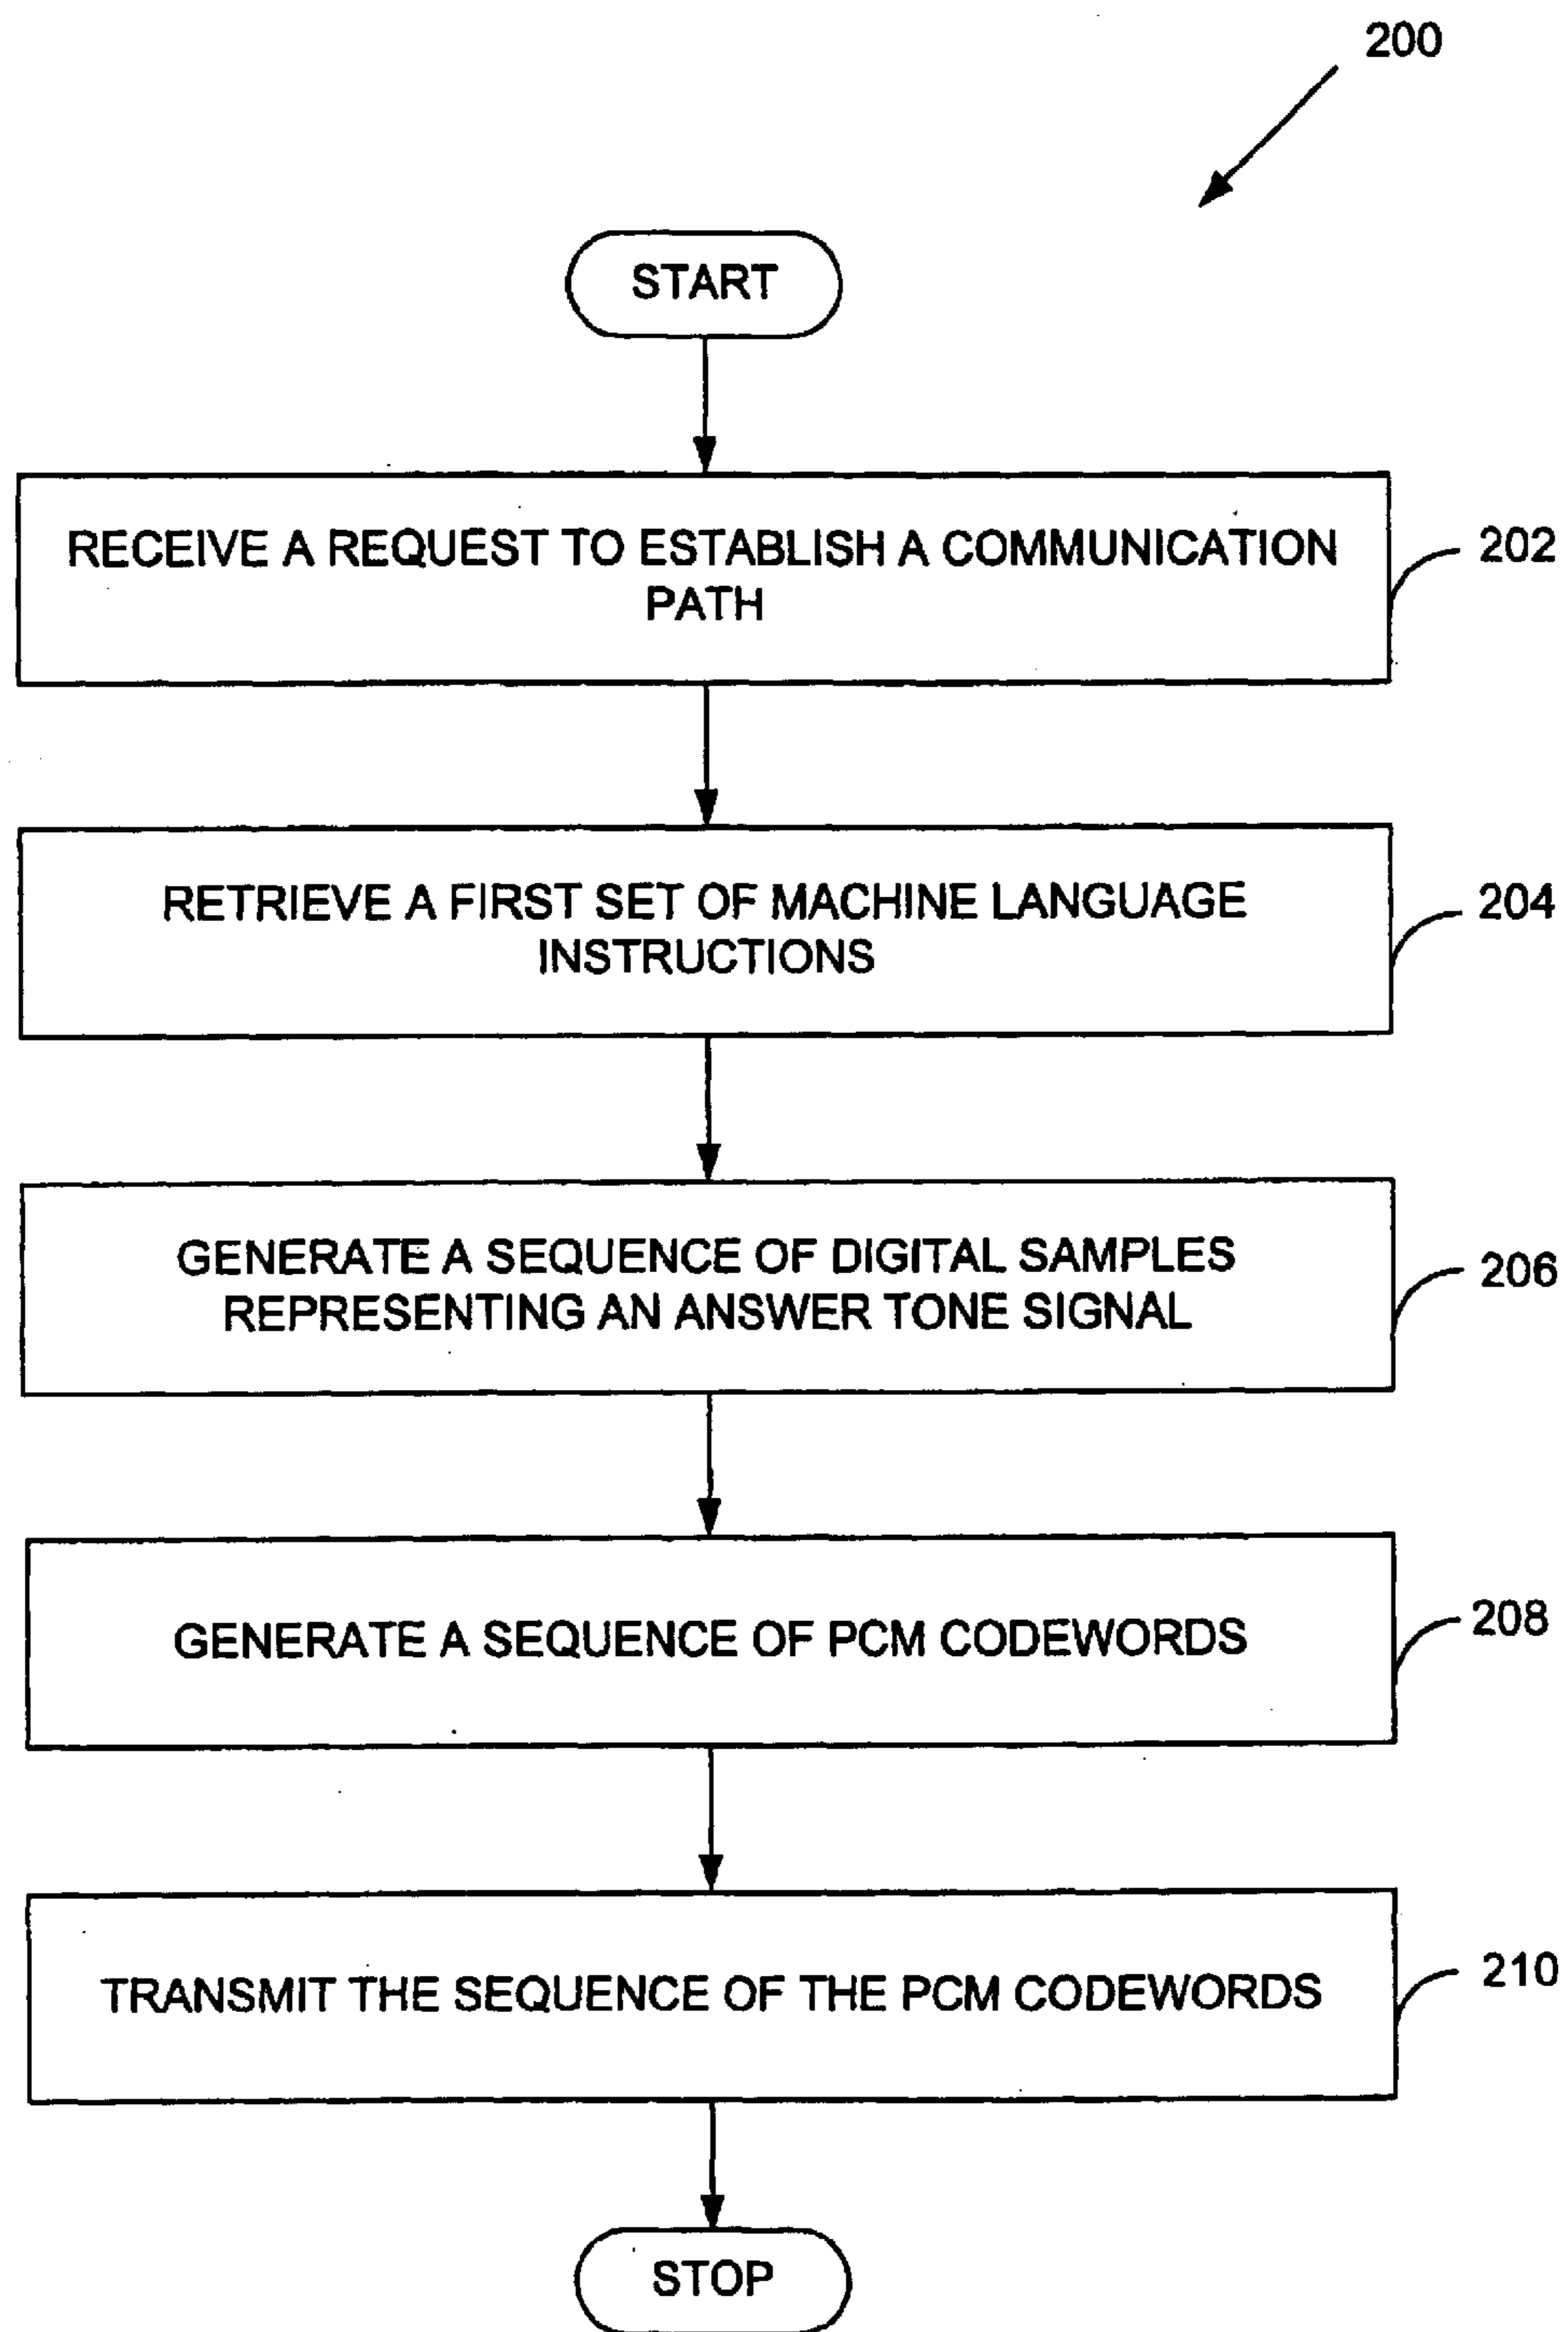 200
START
RECEIVE A REQUEST TO ESTABLISH A COMMUNICATION
PATH
202
RETRIEVE A FIRST SET OF MACHINE LANGUAGE
INSTRUCTIONS
204
GENERATE A SEQUENCE OF DIGITAL SAMPLES
REPRESENTING AN ANSWER TONE SIGNAL
206
GENERATE A SEQUENCE OF PCM CODEWORDS
208
TRANSMIT THE SEQUENCE OF THE PCM CODEWORDS
210
STOP